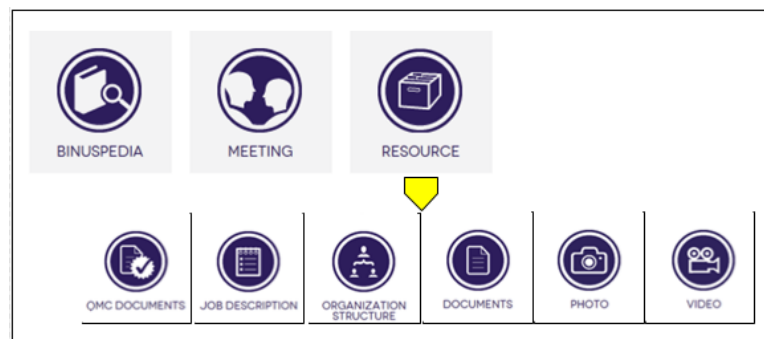 BINUSPEDIA
MEETING
RESOURCE
QMC DOCUMENTS
JOB DESCRIPTION
ORGANIZATION
STRUCTURE
DOCUMENTS
PHOTO
VIDEO